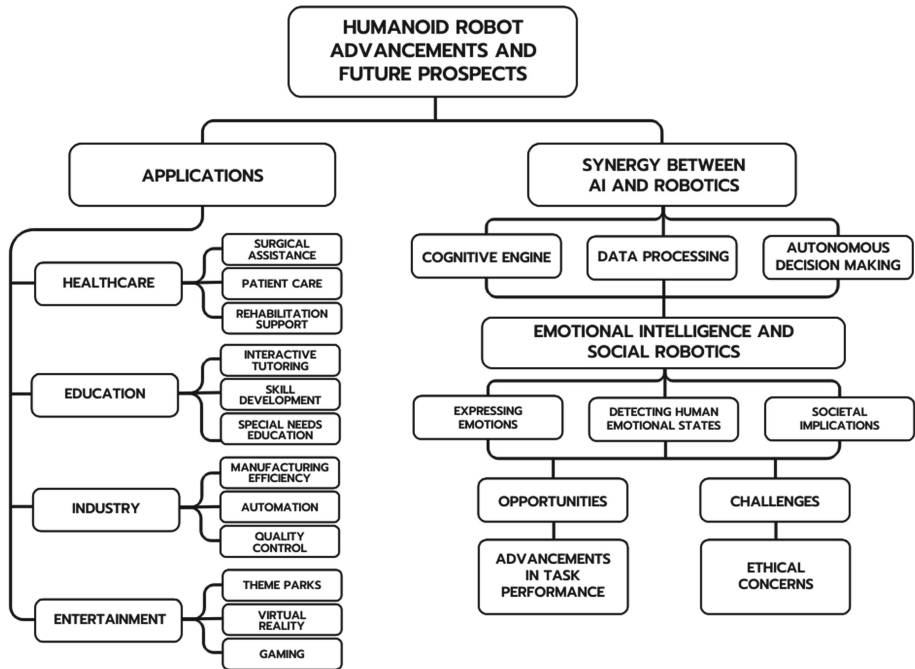 HUMANOID ROBOT
ADVANCEMENTS AND
FUTURE PROSPECTS
APPLICATIONS
HEALTHCARE
SURGICAL
ASSISTANCE
PATIENT CARE
REHABILITATION
SUPPORT
EDUCATION
INTERACTIVE
TUTORING
SKILL
DEVELOPMENT
SPECIAL NEEDS
EDUCATION
INDUSTRY
MANUFACTURING
EFFICIENCY
AUTOMATION
QUALITY
CONTROL
ENTERTAINMENT
THEME PARKS
VIRTUAL
REALITY
GAMING
SYNERGY BETWEEN
AI AND ROBOTICS
COGNITIVE ENGINE
DATA PROCESSING
AUTONOMOUS
DECISION MAKING
EMOTIONAL INTELLIGENCE AND
SOCIAL ROBOTICS
EXPRESSING
EMOTIONS
DETECTING HUMAN
EMOTIONAL STATES
SOCIETAL
IMPLICATIONS
OPPORTUNITIES
ADVANCEMENTS
IN TASK
PERFORMANCE
CHALLENGES
ETHICAL
CONCERNS